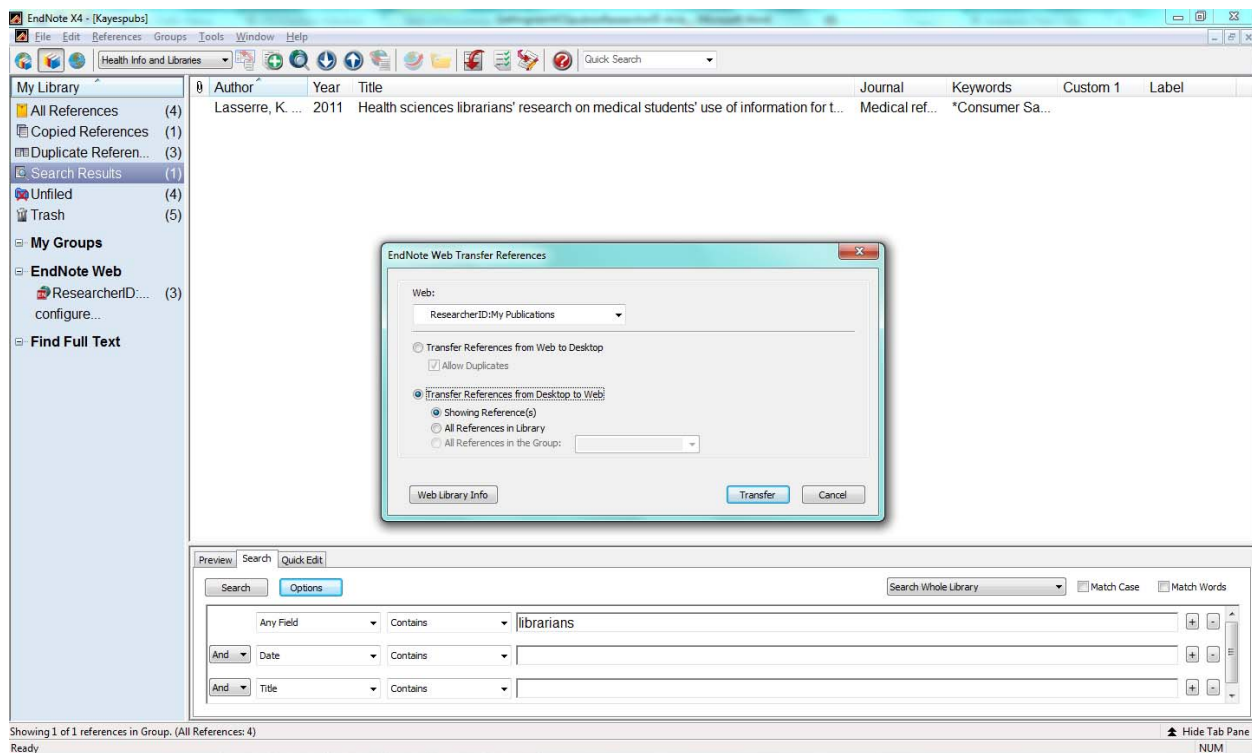 EndNote X4 - [Kayespubs]
File Edit References Groups Tools Window Help
Health Info and Libraries
Quick Search
My Library
All References (4)
Copied References (1)
Duplicate Referen... (3)
Search Results (1)
Unfiled (4)
Trash (5)
My Groups
EndNote Web
ResearcherID:... (3)
configure...
Find Full Text
Author Year Title Journal Keywords Custom 1 Label
Lasserre, K. ... 2011 Health sciences librarians' research on medical students' use of information for t... Medical ref... *Consumer Sa...
EndNote Web Transfer References
Web:
ResearcherID:My Publications
Transfer References from Web to Desktop
Allow Duplicates
Transfer References from Desktop to Web
Showing Reference(s)
All References in Library
All References in the Group:
Web Library Info Transfer Cancel
Preview Search Quick Edit
Search Options Search Whole Library Match Case Match Words
Any Field Contains librarians
And Date Contains
And Title Contains
Showing 1 of 1 references in Group. (All References: 4) Hide Tab Pane
Ready NUM